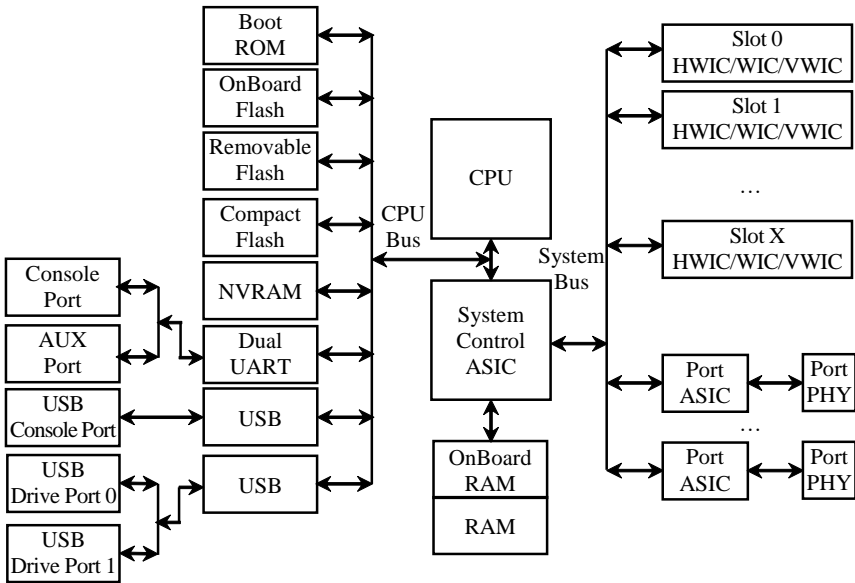 Boot
ROM
OnBoard
Flash
Removable
Flash
Compact
Flash
NVRAM
Dual
UART
USB
USB
Console
Port
AUX
Port
USB
Console Port
USB
Drive Port 0
USB
Drive Port 1
CPU
Bus
CPU
System
Control
ASIC
OnBoard
RAM
RAM
System
Bus
Slot 0
HWIC/WIC/VWIC
Slot 1
HWIC/WIC/VWIC
...
Slot X
HWIC/WIC/VWIC
Port
ASIC
Port
PHY
...
Port
ASIC
Port
PHY